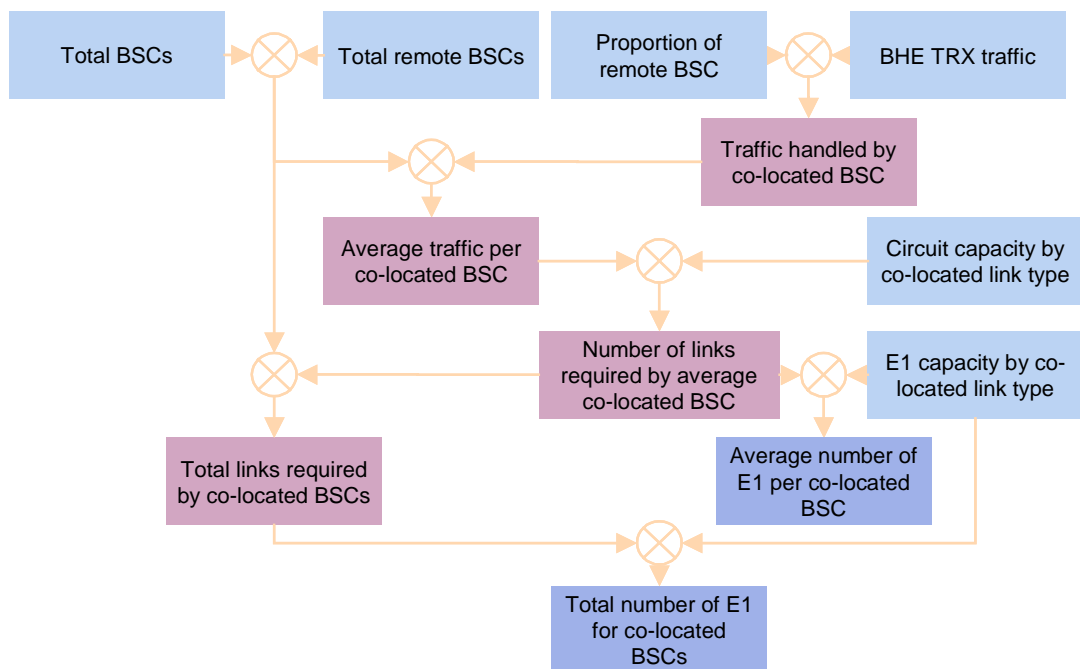 Total BSCs
Total remote BSCs
Proportion of
remote BSC
BHE TRX traffic
Traffic handled by
co-located BSC
Average traffic per
co-located BSC
Circuit capacity by
co-located link type
Number of links
required by average
co-located BSC
E1 capacity by co-
located link type
Total links required
by co-located BSCs
Average number of
E1 per co-located
BSC
Total number of E1
for co-located
BSCs